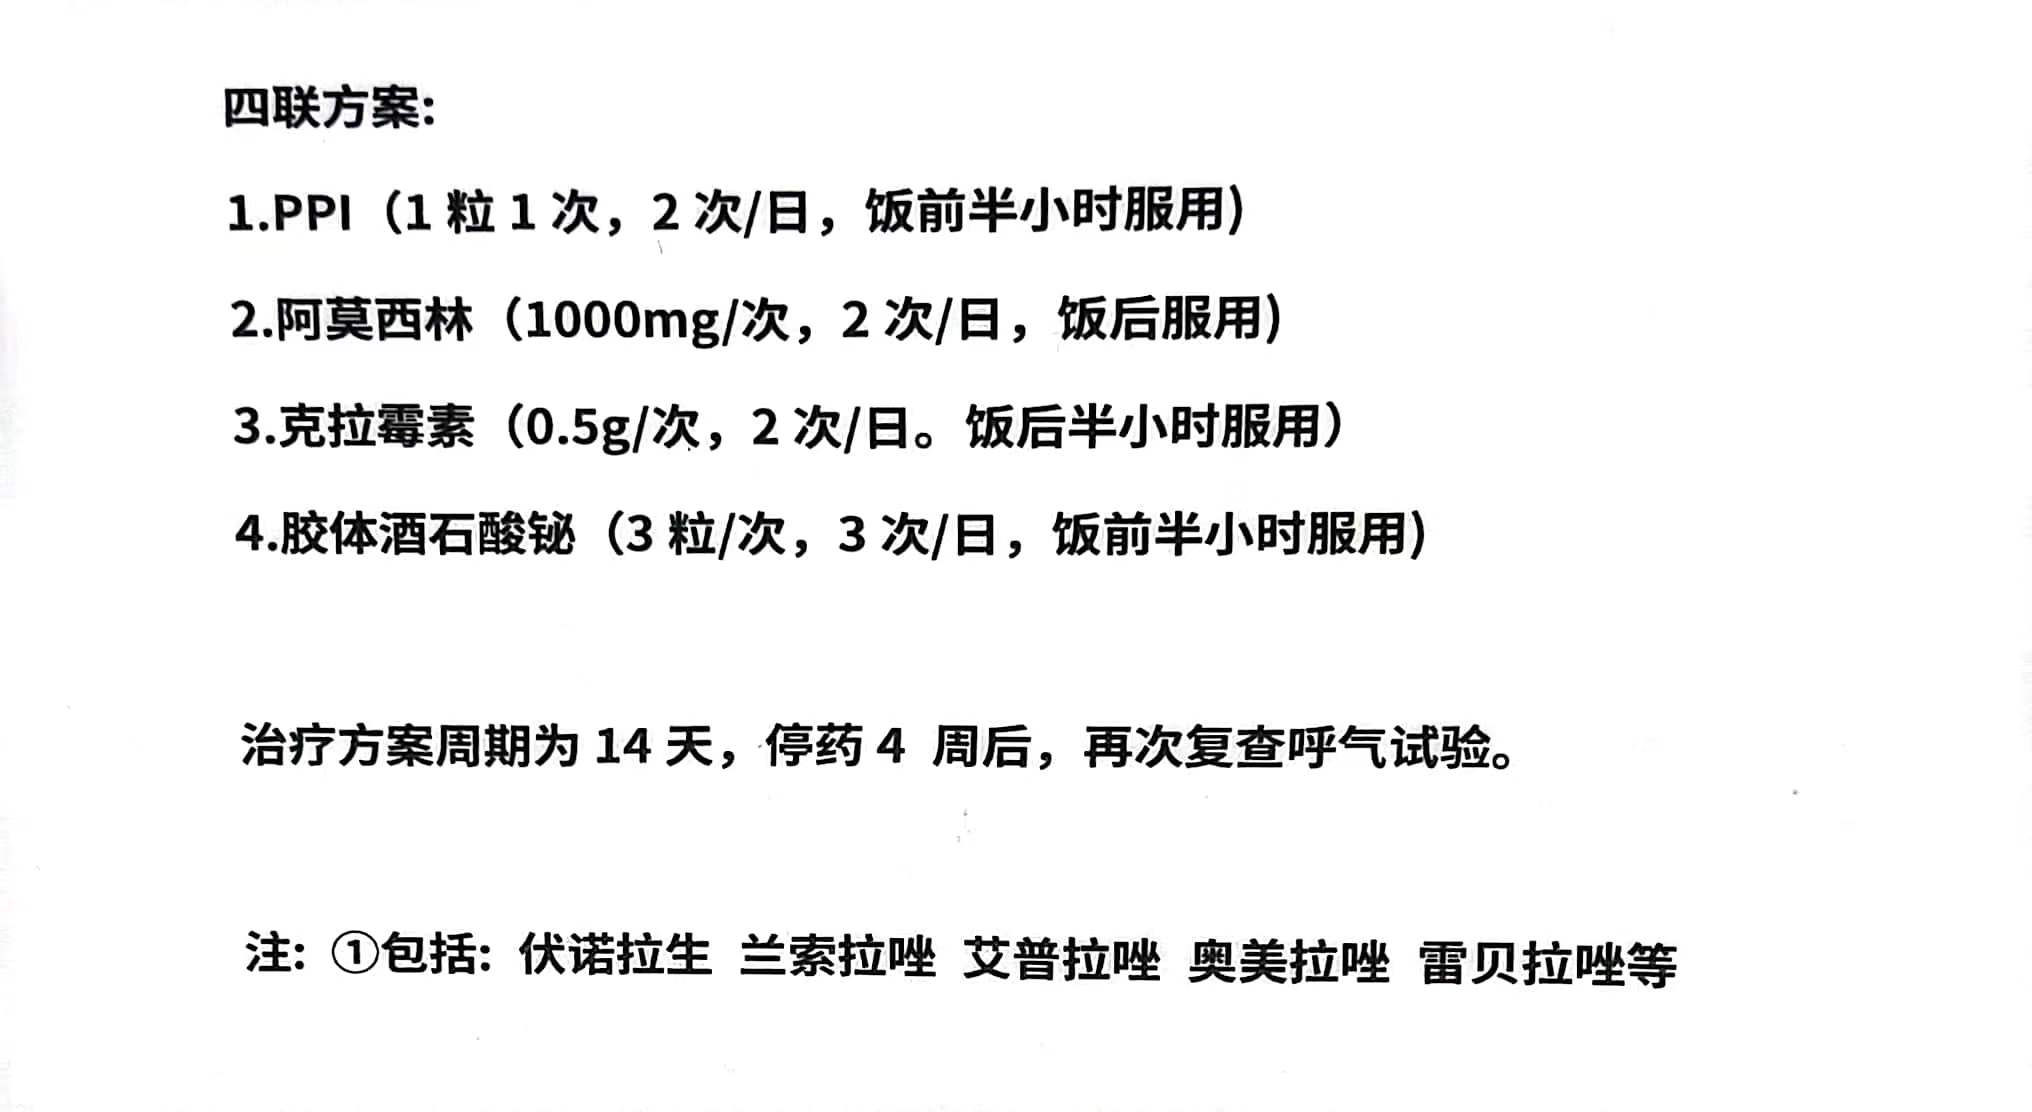 四联方案:
1.PPI（1 粒 1 次，2 次/日，饭前半小时服用)
2.阿莫西林（1000mg/次，2 次/日，饭后服用)
3.克拉霉素（0.5g/次，2 次/日。饭后半小时服用）
4.胶体酒石酸铋（3 粒/次，3 次/日，饭前半小时服用)
治疗方案周期为 14 天，停药 4 周后，再次复查呼气试验。
注: ①包括: 伏诺拉生 兰索拉唑 艾普拉唑 奥美拉唑 雷贝拉唑等